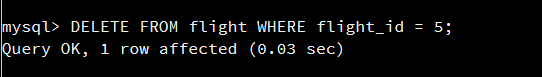 mysql> DELETE FROM flight WHERE flight_id = 5;
Query OK, 1 row affected (0.03 sec)